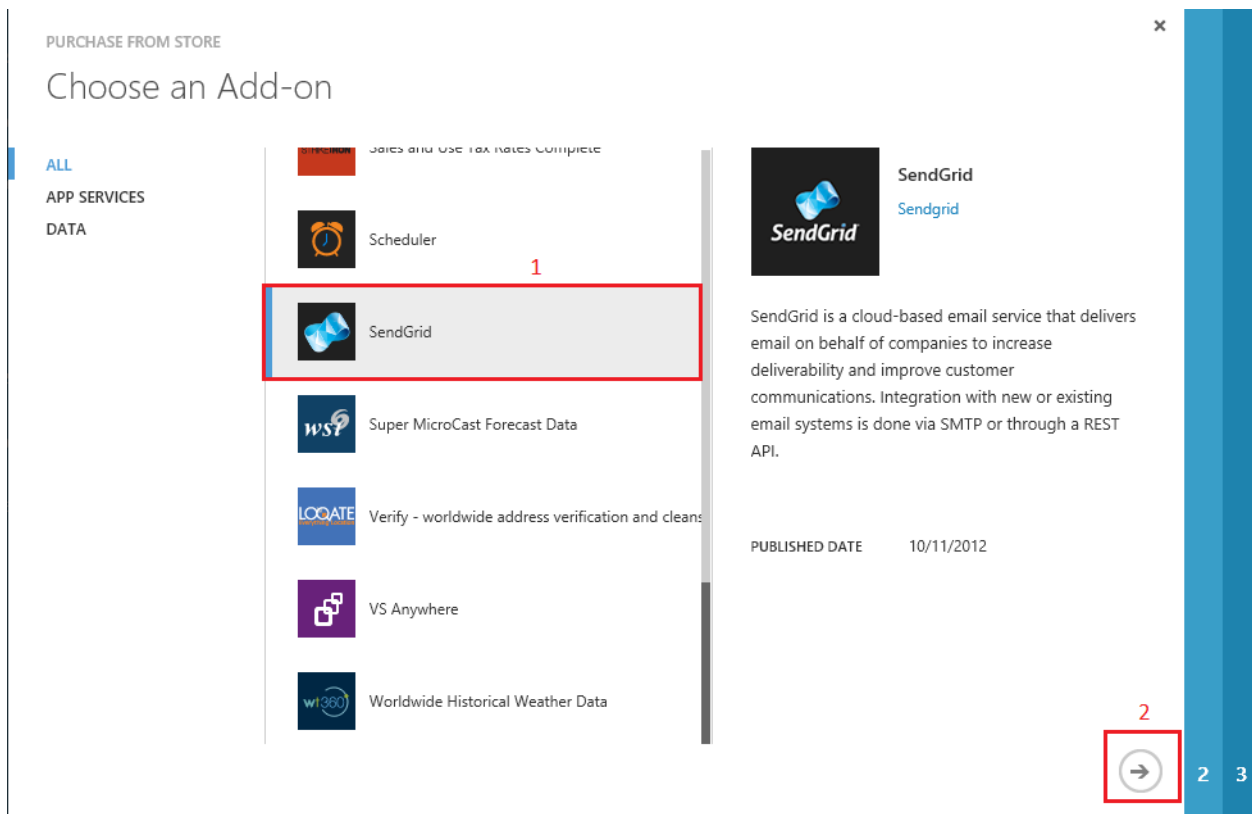 PURCHASE FROM STORE
Choose an Add-on
ALL
APP SERVICES
DATA
Sales and Use Tax Rates Complete
Scheduler
1
SendGrid
wsi
Super MicroCast Forecast Data
LOQATE
Verify - worldwide address verification and cleans
VS Anywhere
wt360
Worldwide Historical Weather Data
SendGrid
SendGrid
Sendgrid
SendGrid is a cloud-based email service that delivers
email on behalf of companies to increase
deliverability and improve customer
communications. Integration with new or existing
email systems is done via SMTP or through a REST
API.
PUBLISHED DATE 10/11/2012
2
2 3